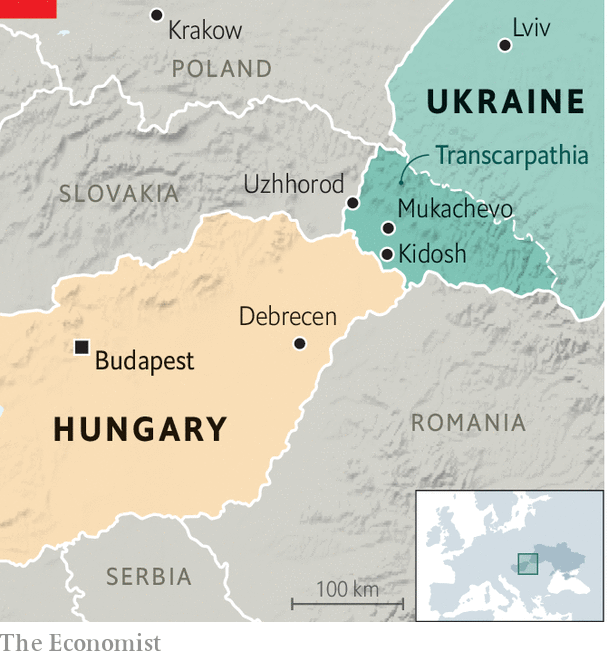 Krakow
Lviv
POLAND
UKRAINE
Transcarpathia
SLOVAKIA
Uzhhorod
Mukachevo
Kidosh
Debrecen
Budapest
HUNGARY
ROMANIA
SERBIA
100 km
The Economist